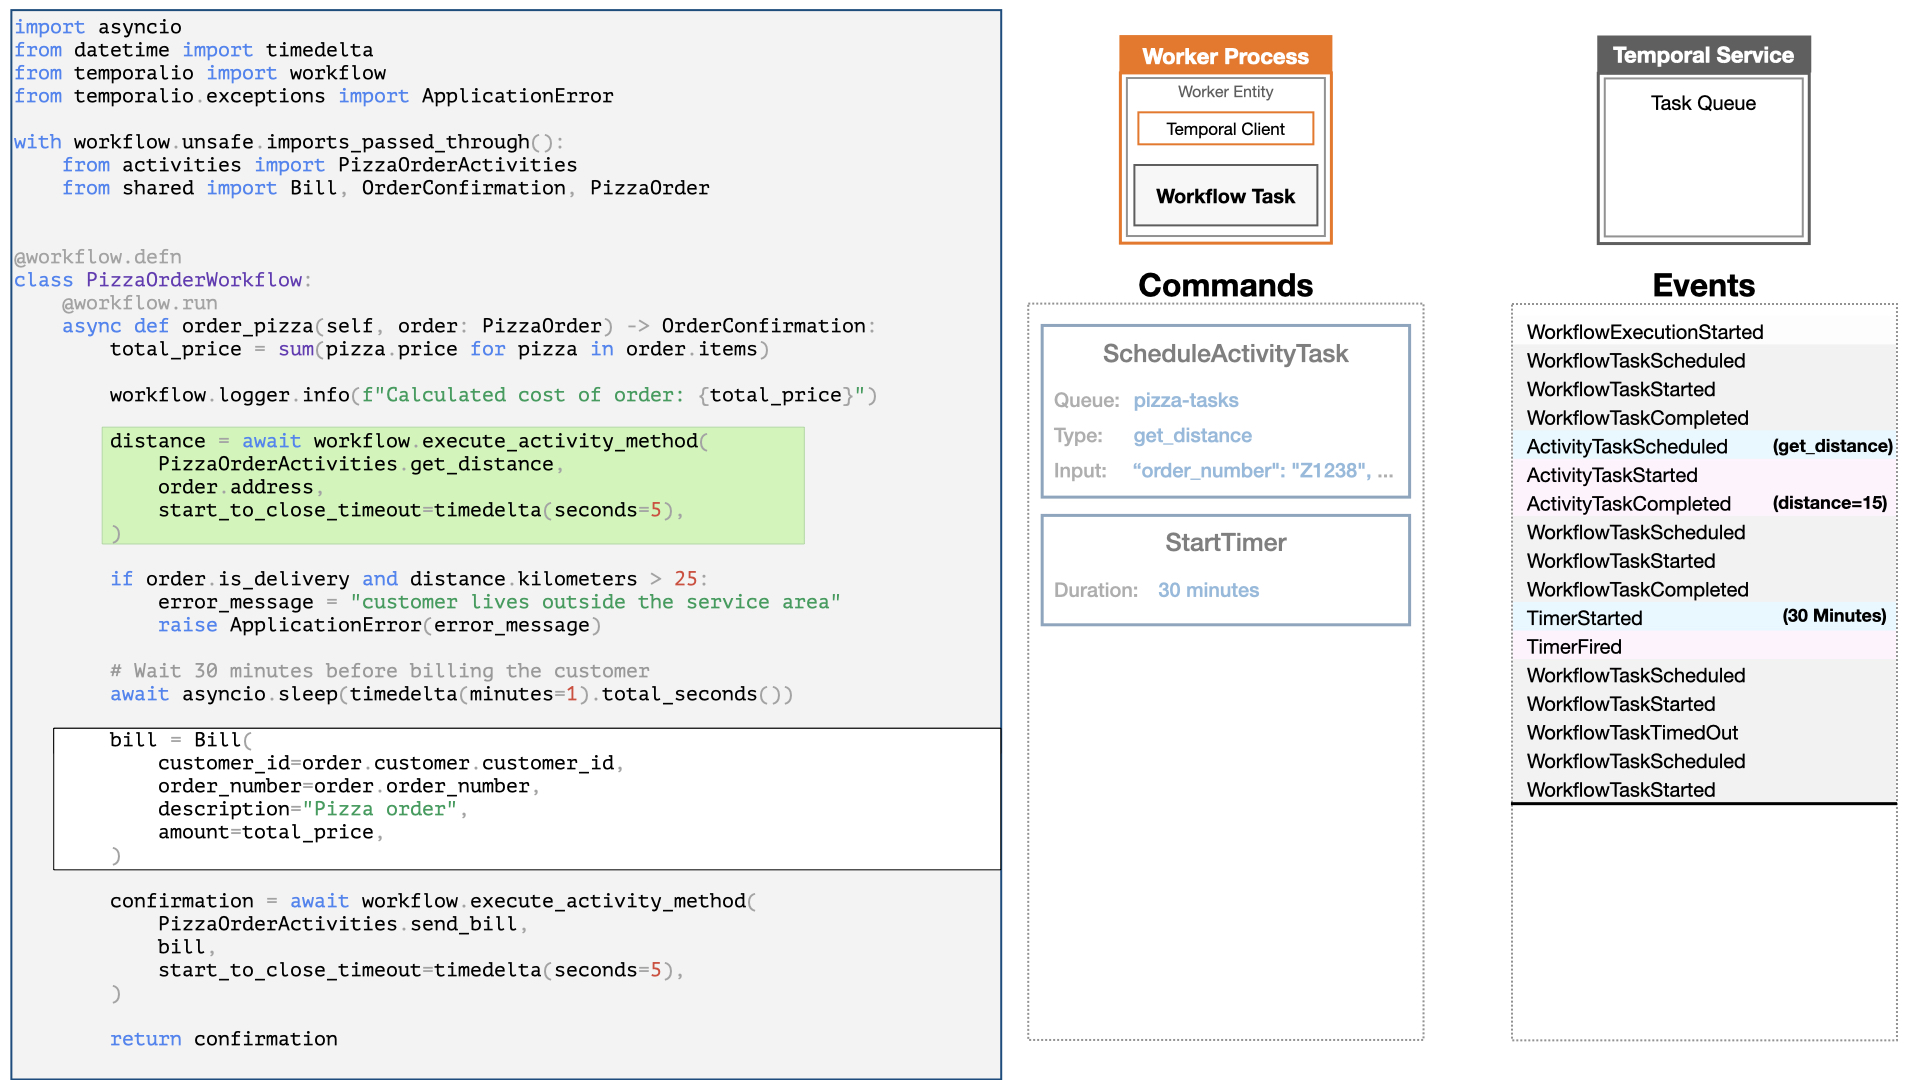 import asyncio
from datetime import timedelta
from temporalio import workflow
from temporalio.exceptions import ApplicationError

with workflow.unsafe.imports_passed_through():
    from activities import PizzaOrderActivities
    from shared import Bill, OrderConfirmation, PizzaOrder

@workflow.defn
class PizzaOrderWorkflow:
    @workflow.run
    async def order_pizza(self, order: PizzaOrder) -> OrderConfirmation:
        total_price = sum(pizza.price for pizza in order.items)

        workflow.logger.info(f"Calculated cost of order: {total_price}")

        distance = await workflow.execute_activity_method(
            PizzaOrderActivities.get_distance,
            order.address,
            start_to_close_timeout=timedelta(seconds=5),
        )

        if order.is_delivery and distance.kilometers > 25:
            error_message = "customer lives outside the service area"
            raise ApplicationError(error_message)

        # Wait 30 minutes before billing the customer
        await asyncio.sleep(timedelta(minutes=1).total_seconds())

        bill = Bill(
            customer_id=order.customer.customer_id,
            order_number=order.order_number,
            description="Pizza order",
            amount=total_price,
        )

        confirmation = await workflow.execute_activity_method(
            PizzaOrderActivities.send_bill,
            bill,
            start_to_close_timeout=timedelta(seconds=5),
        )

        return confirmation
Worker Process
Worker Entity
Temporal Client
Workflow Task
Commands
ScheduleActivityTask
Queue: pizza-tasks
Type: get_distance
Input: “order_number": "Z1238", ...
StartTimer
Duration: 30 minutes
Temporal Service
Task Queue
Events
WorkflowExecutionStarted
WorkflowTaskScheduled
WorkflowTaskStarted
WorkflowTaskCompleted
ActivityTaskScheduled (get_distance)
ActivityTaskStarted
ActivityTaskCompleted (distance=15)
WorkflowTaskScheduled
WorkflowTaskStarted
WorkflowTaskCompleted
TimerStarted (30 Minutes)
TimerFired
WorkflowTaskScheduled
WorkflowTaskStarted
WorkflowTaskTimedOut
WorkflowTaskScheduled
WorkflowTaskStarted